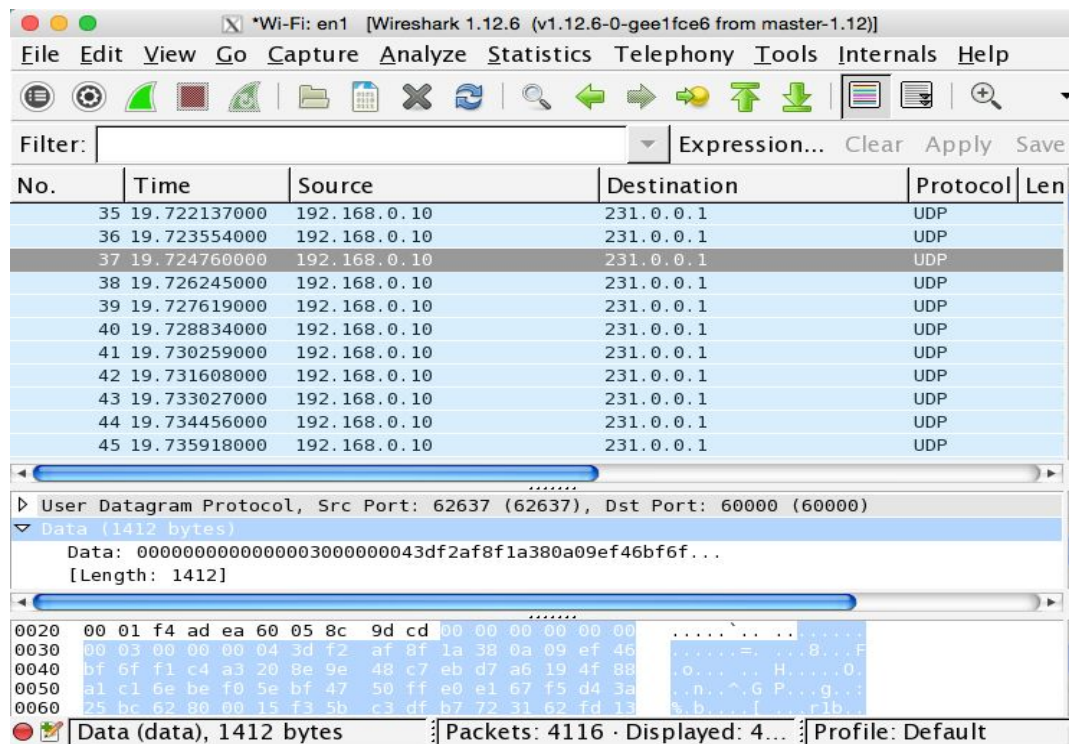 *Wi-Fi: en1 [Wireshark 1.12.6 (v1.12.6-0-gee1fce6 from master-1.12)]
File Edit View Go Capture Analyze Statistics Telephony Tools Internals Help
Filter: Expression... Clear Apply Save
No. Time Source Destination Protocol Len
35 19.722137000 192.168.0.10 231.0.0.1 UDP
36 19.723554000 192.168.0.10 231.0.0.1 UDP
37 19.724760000 192.168.0.10 231.0.0.1 UDP
38 19.726245000 192.168.0.10 231.0.0.1 UDP
39 19.727619000 192.168.0.10 231.0.0.1 UDP
40 19.728834000 192.168.0.10 231.0.0.1 UDP
41 19.730259000 192.168.0.10 231.0.0.1 UDP
42 19.731608000 192.168.0.10 231.0.0.1 UDP
43 19.733027000 192.168.0.10 231.0.0.1 UDP
44 19.734456000 192.168.0.10 231.0.0.1 UDP
45 19.735918000 192.168.0.10 231.0.0.1 UDP
User Datagram Protocol, Src Port: 62637 (62637), Dst Port: 60000 (60000)
Data (1412 bytes)
Data: 0000000000000003000000043df2af8f1a380a09ef46bf6f...
[Length: 1412]
0020 00 01 f4 ad ea 60 05 8c 9d cd 00 00 00 00 00 00 .....`.. ........
0030 00 03 00 00 00 04 3d f2 af 8f 1a 38 0a 09 ef 46 ......=. ...8...F
0040 bf 6f f1 c4 a3 20 8e 9e 48 c7 eb d7 a6 19 4f 88 .o... .. H.....O.
0050 a1 c1 6e be f0 5e bf 47 50 ff e0 e1 67 f5 d4 3a ..n..^.G P...g..:
0060 25 bc 62 80 00 15 f3 5b c3 df b7 72 31 62 fd 13 %.b....[ ...r1b..
Data (data), 1412 bytes Packets: 4116 · Displayed: 4... Profile: Default